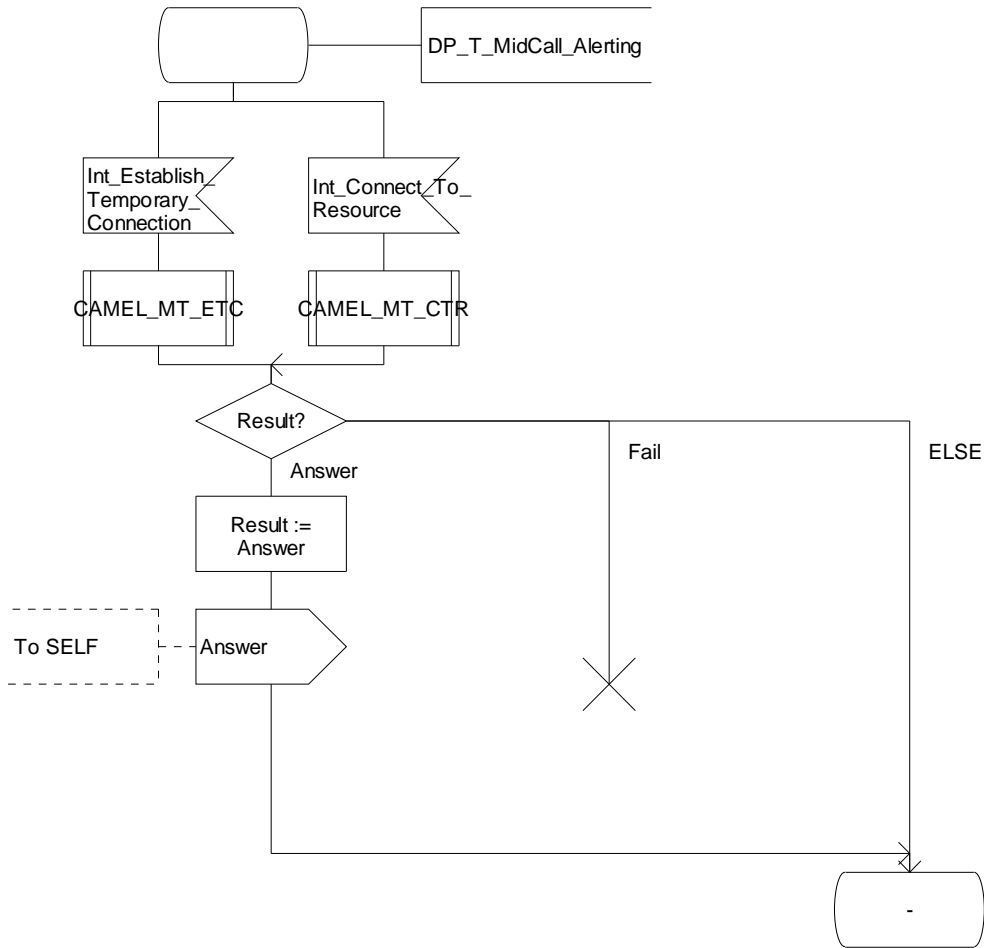 DP_T_MidCall_Alerting
Int_Establish_
Temporary_
Connection
Int_Connect_To_
Resource
CAMEL_MT_ETC
CAMEL_MT_CTR
Result?
Fail
ELSE
Answer
Result :=
Answer
To SELF
Answer
-